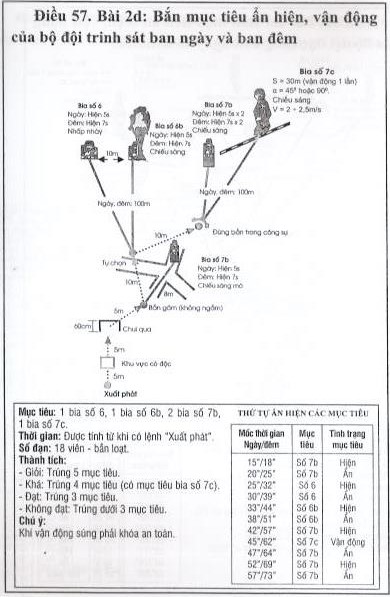 Điều 57. Bài 2d: Bắn mục tiêu ẩn hiện, vận động
của bộ đội trinh sát ban ngày và ban đêm
Bia số 7c
S = 30m (vận động 1 lần)
α = 45º hoặc 90º.
Chiếu sáng
V = 2 - 2,5m/s
Bia số 7b
Ngày: Hiện 5s x 2
Đêm: Hiện 7s x 2
Chiếu sáng
Bia số 6
Ngày: Hiện 5s
Đêm: Hiện 7s
Nhấp nháy
Bia số 6b
Ngày: Hiện 5s
Đêm: Hiện 7s
Chiếu sáng
10m
Ngày, đêm: 100m
Ngày, đêm: 100m
10m
Đứng bắn trong công sự
Tự chọn
Bia số 7b
Ngày: Hiện 5s
Đêm: Hiện 7s
Chiếu sáng mờ
10m
8m
5m
Bắn găm (không ngắm)
60cm
Chui qua
5m
Khu vực có độc
5m
Xuất phát
Mục tiêu: 1 bia số 6, 1 bia số 6b, 2 bia số 7b,
1 bia số 7c.
Thời gian: Được tính từ khi có lệnh "Xuất phát".
Số đạn: 18 viên - bắn loạt.
Thành tích:
- Giỏi: Trúng 5 mục tiêu.
- Khá: Trúng 4 mục tiêu (có mục tiêu bia số 7c).
- Đạt: Trúng 3 mục tiêu.
- Không đạt: Trúng dưới 3 mục tiêu.
Chú ý:
Khi vận động súng phải khóa an toàn.
THỨ TỰ ẨN HIỆN CÁC MỤC TIÊU
Mốc thời gian Ngày/đêm | Mục tiêu | Tình trạng mục tiêu
15"/18" Số 7b Hiện
20"/25" Số 7b Ẩn
25"/32" Số 6 Hiện
30"/39" Số 6 Ẩn
33"/44" Số 6b Hiện
38"/51" Số 6b Ẩn
42"/57" Số 7b Hiện
45"/62" Số 7c Vận động
47"/64" Số 7b Ẩn
52"/69" Số 7b Hiện
57"/73" Số 7b Ẩn